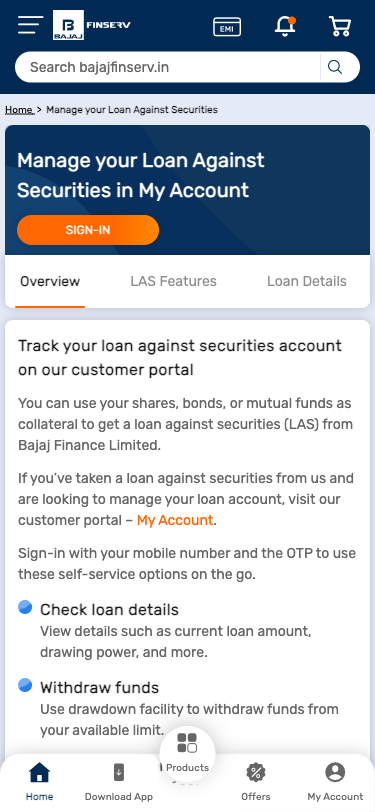 B
BAJAJ
FINSERV
EMI
Search bajajfinserv.in
Home > Manage your Loan Against Securities
Manage your Loan Against
Securities in My Account
SIGN-IN
Overview
LAS Features
Loan Details
Track your loan against securities account
on our customer portal
You can use your shares, bonds, or mutual funds as
collateral to get a loan against securities (LAS) from
Bajaj Finance Limited.
If you’ve taken a loan against securities from us and
are looking to manage your loan account, visit our
customer portal – My Account.
Sign-in with your mobile number and the OTP to use
these self-service options on the go.
Check loan details
View details such as current loan amount,
drawing power, and more.
Withdraw funds
Use drawdown facility to withdraw funds from
your available limit.
Home
Download App
Products
Offers
My Account